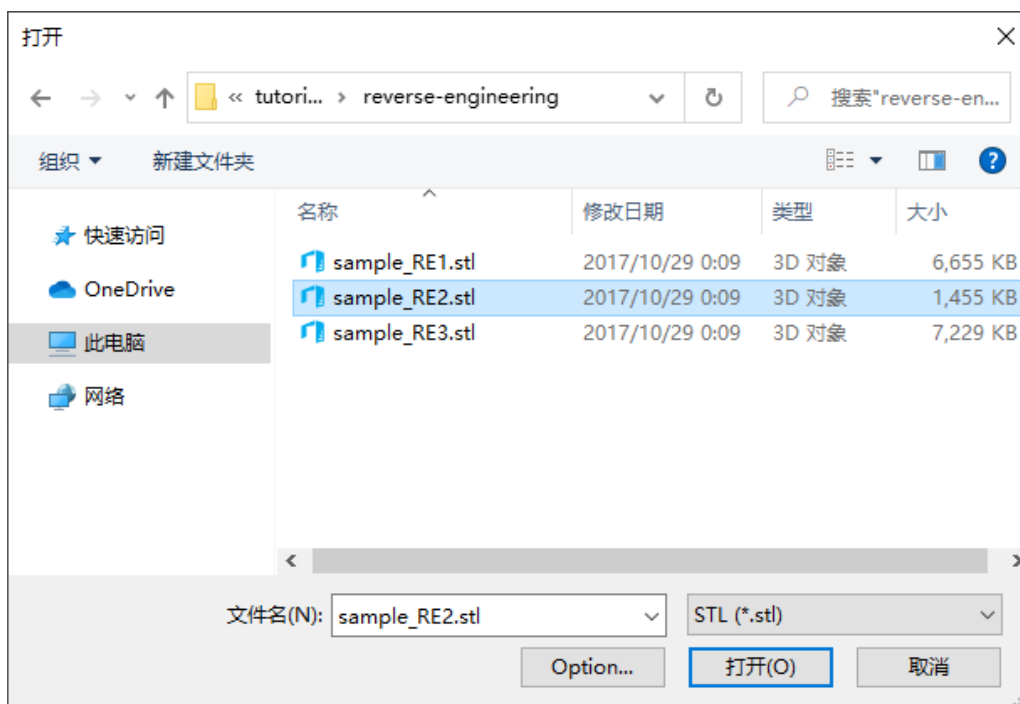 打开
« tutori... › reverse-engineering
搜索"reverse-en...
组织 新建文件夹
名称 修改日期 类型 大小
快速访问
OneDrive
此电脑
网络
sample_RE1.stl 2017/10/29 0:09 3D 对象 6,655 KB
sample_RE2.stl 2017/10/29 0:09 3D 对象 1,455 KB
sample_RE3.stl 2017/10/29 0:09 3D 对象 7,229 KB
文件名(N): sample_RE2.stl STL (*.stl)
Option... 打开(O) 取消